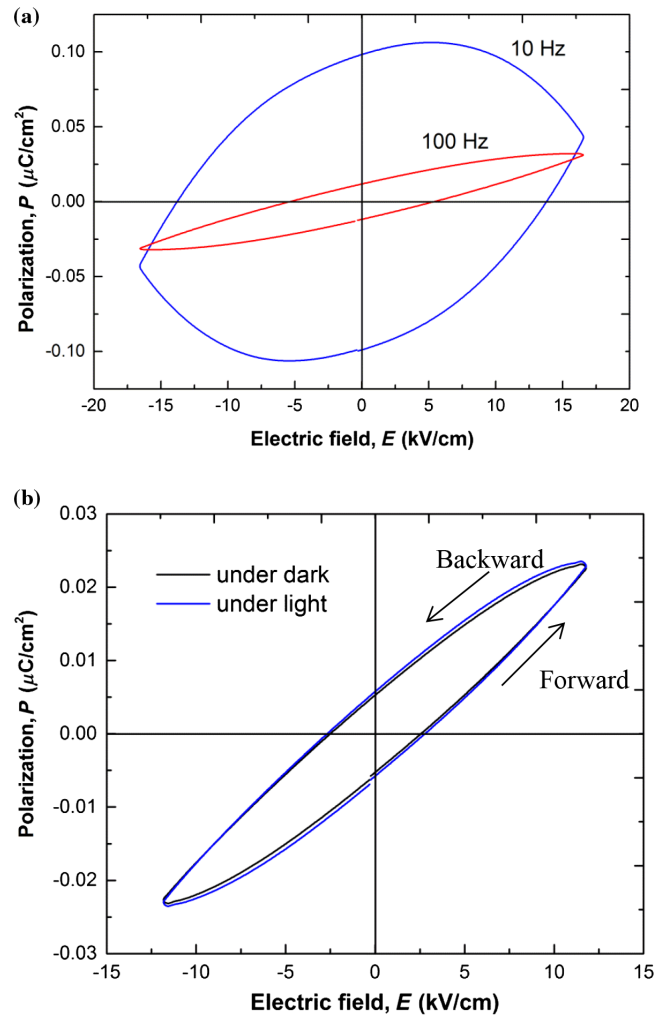 (a)
10 Hz
100 Hz
0.10
0.05
0.00
-0.05
-0.10
Polarization, P (μC/cm²)
-20 -15 -10 -5 0 5 10 15 20
Electric field, E (kV/cm)
(b)
under dark
under light
Backward
Forward
0.03
0.02
0.01
0.00
-0.01
-0.02
-0.03
Polarization, P (μC/cm²)
-15 -10 -5 0 5 10 15
Electric field, E (kV/cm)